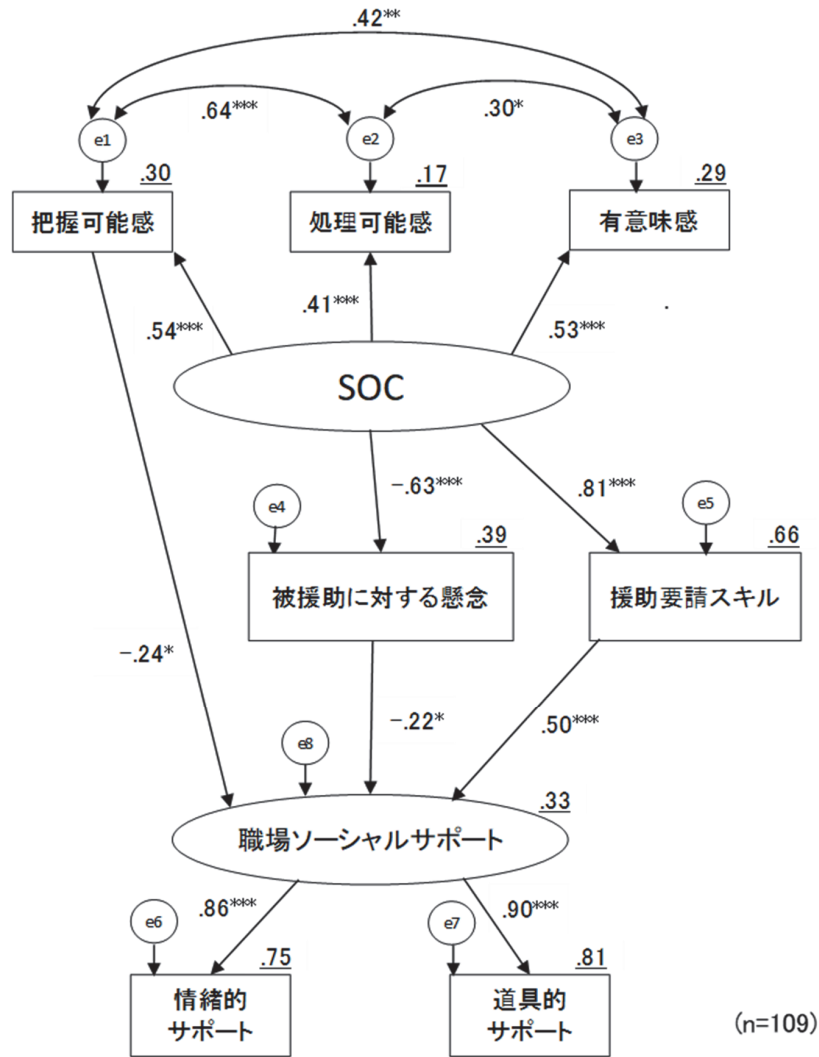 .42**
.64***
.30*
e1
e2
e3
.30
.17
.29
把握可能感
処理可能感
有意味感
.54***
.41***
.53***
SOC
-.63***
.81***
e4
e5
.39
.66
被援助に対する懸念
援助要請スキル
-.24*
-.22*
.50***
e8
.33
職場ソーシャルサポート
.86***
.90***
e6
e7
.75
.81
情緒的
サポート
道具的
サポート
(n=109)